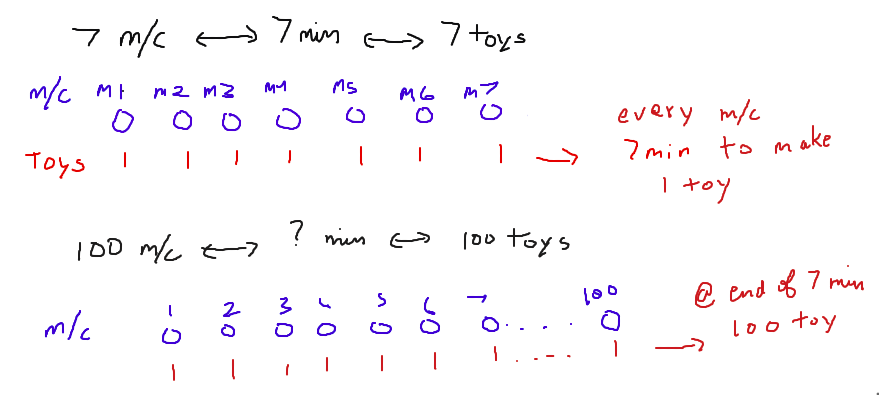 7 m/c ⟷ 7 min ⟷ 7 toys
m/c M1 M2 M3 M4 M5 M6 M7
Toys 1 1 1 1 1 1 1 →
every m/c
7 min to make
1 toy
100 m/c ⟷ ? min ⟷ 100 toys
m/c 1 2 3 4 5 6 7 .... 100
1 1 1 1 1 1 1 ..... 1 →
@ end of 7 min
100 toy